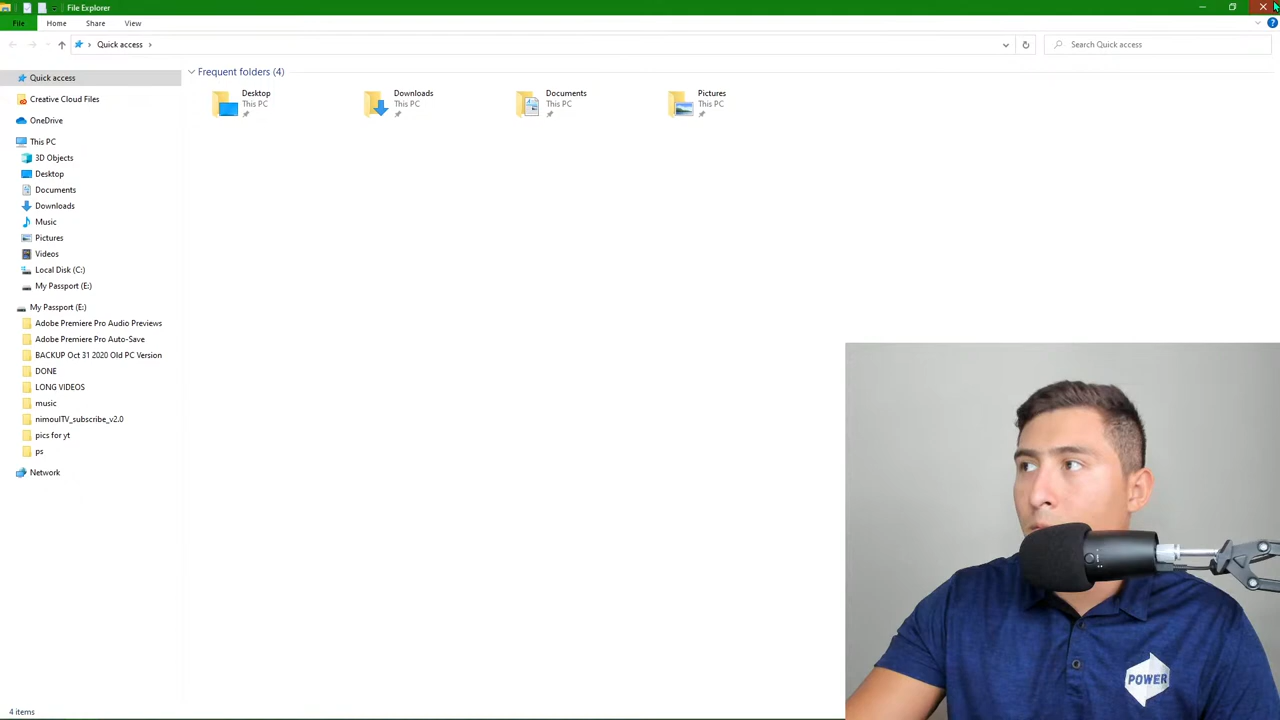 File Explorer
File Home Share View
Quick access
Search Quick access
Quick access
Creative Cloud Files
OneDrive
This PC
3D Objects
Desktop
Documents
Downloads
Music
Pictures
Videos
Local Disk (C:)
My Passport (E:)
My Passport (E:)
Adobe Premiere Pro Audio Previews
Adobe Premiere Pro Auto-Save
BACKUP Oct 31 2020 Old PC Version
DONE
LONG VIDEOS
music
nimoulTV_subscribe_v2.0
pics for yt
ps
Network
Frequent folders (4)
Desktop
This PC
Downloads
This PC
Documents
This PC
Pictures
This PC
4 items
POWER